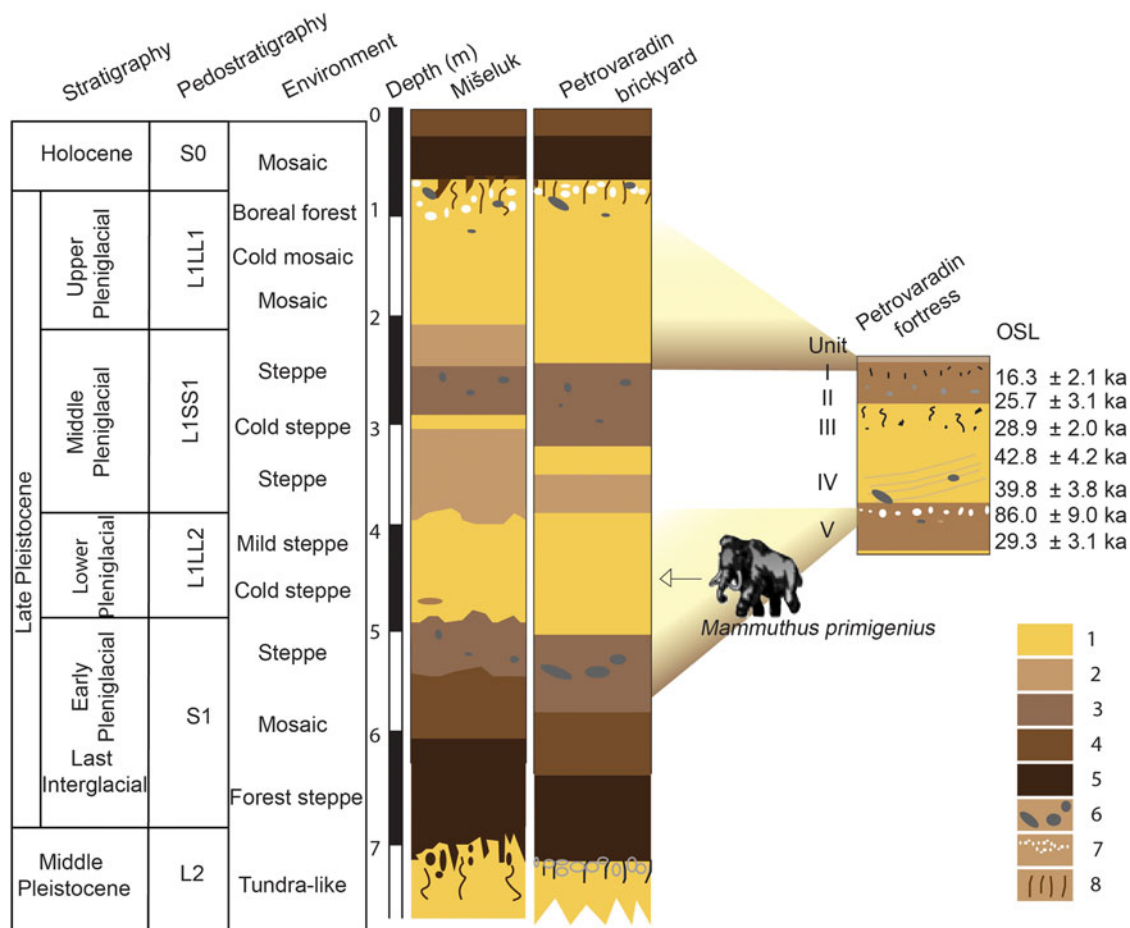 Stratigraphy
Pedostratigraphy
Environment
Depth (m)
Mišeluk
Petrovaradin
brickyard
Holocene
S0
Mosaic
Late Pleistocene
Upper
Pleniglacial
L1LL1
Boreal forest
Cold mosaic
Mosaic
Middle
Pleniglacial
L1SS1
Steppe
Cold steppe
Steppe
Lower
Pleniglacial
L1LL2
Mild steppe
Cold steppe
Early
Pleniglacial
Last
Interglacial
S1
Steppe
Mosaic
Forest steppe
Middle
Pleistocene
L2
Tundra-like
0
1
2
3
4
5
6
7
Petrovaradin
fortress
Unit
OSL
I
II
III
IV
V
16.3 ± 2.1 ka
25.7 ± 3.1 ka
28.9 ± 2.0 ka
42.8 ± 4.2 ka
39.8 ± 3.8 ka
86.0 ± 9.0 ka
29.3 ± 3.1 ka
Mammuthus primigenius
1
2
3
4
5
6
7
8